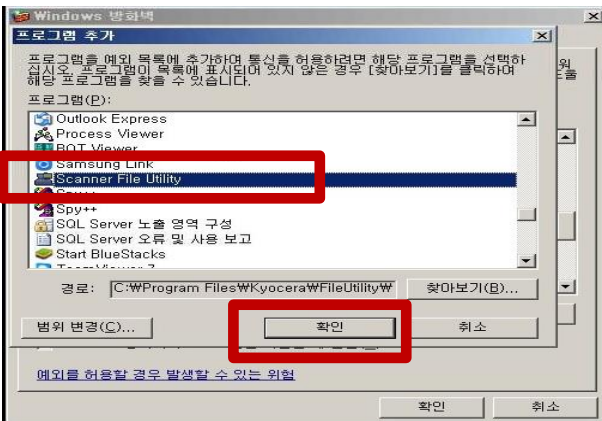 Windows 방화벽
프로그램 추가
프로그램을 예외 목록에 추가하여 통신을 허용하려면 해당 프로그램을 선택하
십시오. 프로그램이 목록에 표시되어 있지 않은 경우 [찾아보기]를 클릭하여
해당 프로그램을 찾을 수 있습니다.
프로그램(P):
Outlook Express
Process Viewer
ROT Viewer
Samsung Link
Scanner File Utility
Spy++
Spy++
SQL Server 노출 영역 구성
SQL Server 오류 및 사용 보고
Start BlueStacks
경로: C:₩Program Files₩Kyocera₩FileUtility₩ 찾아보기(B)...
범위 변경(C)... 확인 취소
예외를 허용할 경우 발생할 수 있는 위험
확인 취소